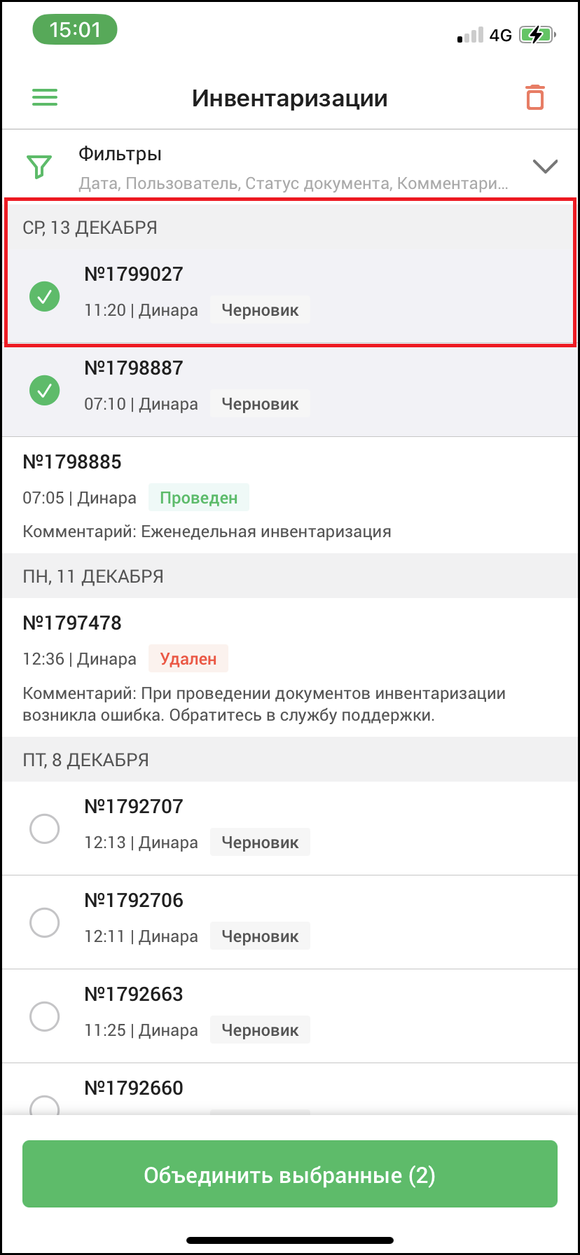 15:01
4G
Инвентаризации
Фильтры
Дата, Пользователь, Статус документа, Комментари...
СР, 13 ДЕКАБРЯ
№1799027
11:20 | Динара Черновик
№1798887
07:10 | Динара Черновик
№1798885
07:05 | Динара Проведен
Комментарий: Еженедельная инвентаризация
ПН, 11 ДЕКАБРЯ
№1797478
12:36 | Динара Удален
Комментарий: При проведении документов инвентаризации
возникла ошибка. Обратитесь в службу поддержки.
ПТ, 8 ДЕКАБРЯ
№1792707
12:13 | Динара Черновик
№1792706
12:11 | Динара Черновик
№1792663
11:25 | Динара Черновик
№1792660
Объединить выбранные (2)